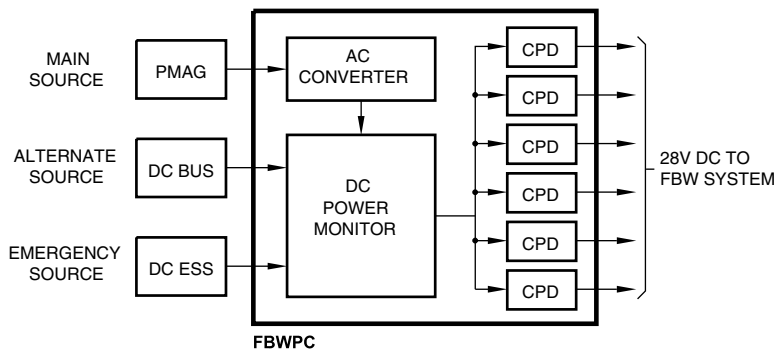 MAIN
SOURCE
PMAG
AC
CONVERTER
ALTERNATE
SOURCE
DC BUS
DC
POWER
MONITOR
EMERGENCY
SOURCE
DC ESS
CPD
CPD
CPD
CPD
CPD
CPD
28V DC TO
FBW SYSTEM
FBWPC